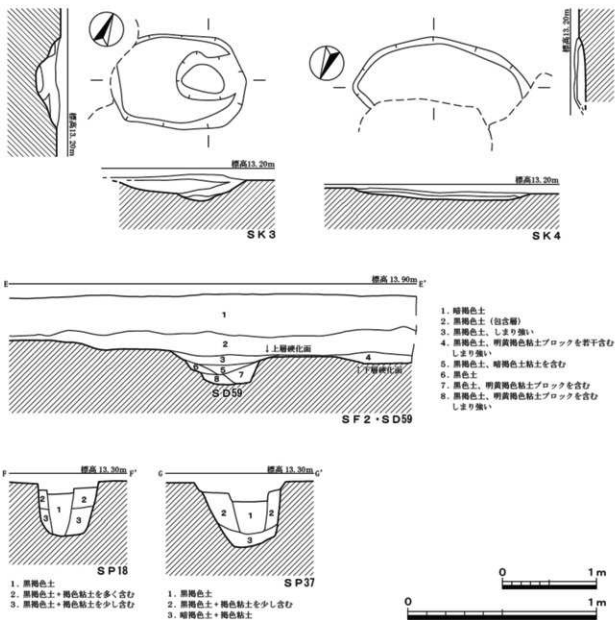 標高13.20m
標高13.20m
標高13.20m
SK3
標高13.20m
SK4
E
標高 13.90m
E'
1
2
3
↓上層硬化面
4
↓下層硬化面
5
6
7
8
SD59
SF2・SD59
1. 暗褐色土
2. 黒褐色土（包含層）
3. 黒褐色土、しまり強い
4. 黒褐色土、明黄褐色粘土ブロックを若干含む
しまり強い
5. 黒褐色土、暗褐色土粘土を含む
6. 黒色土
7. 黒色土、明黄褐色粘土ブロックを含む
8. 黒褐色土、明黄褐色粘土ブロックを含む
しまり強い
F
標高 13.30m
F'
2
1
2
3
3
SP18
1. 黒褐色土
2. 黒褐色土＋褐色粘土を多く含む
3. 黒褐色土＋褐色粘土を少し含む
G
標高 13.30m
G'
2
1
2
3
SP37
1. 黒褐色土
2. 黒褐色土＋褐色粘土を少し含む
3. 暗褐色土＋褐色粘土
0
1m
0
1m